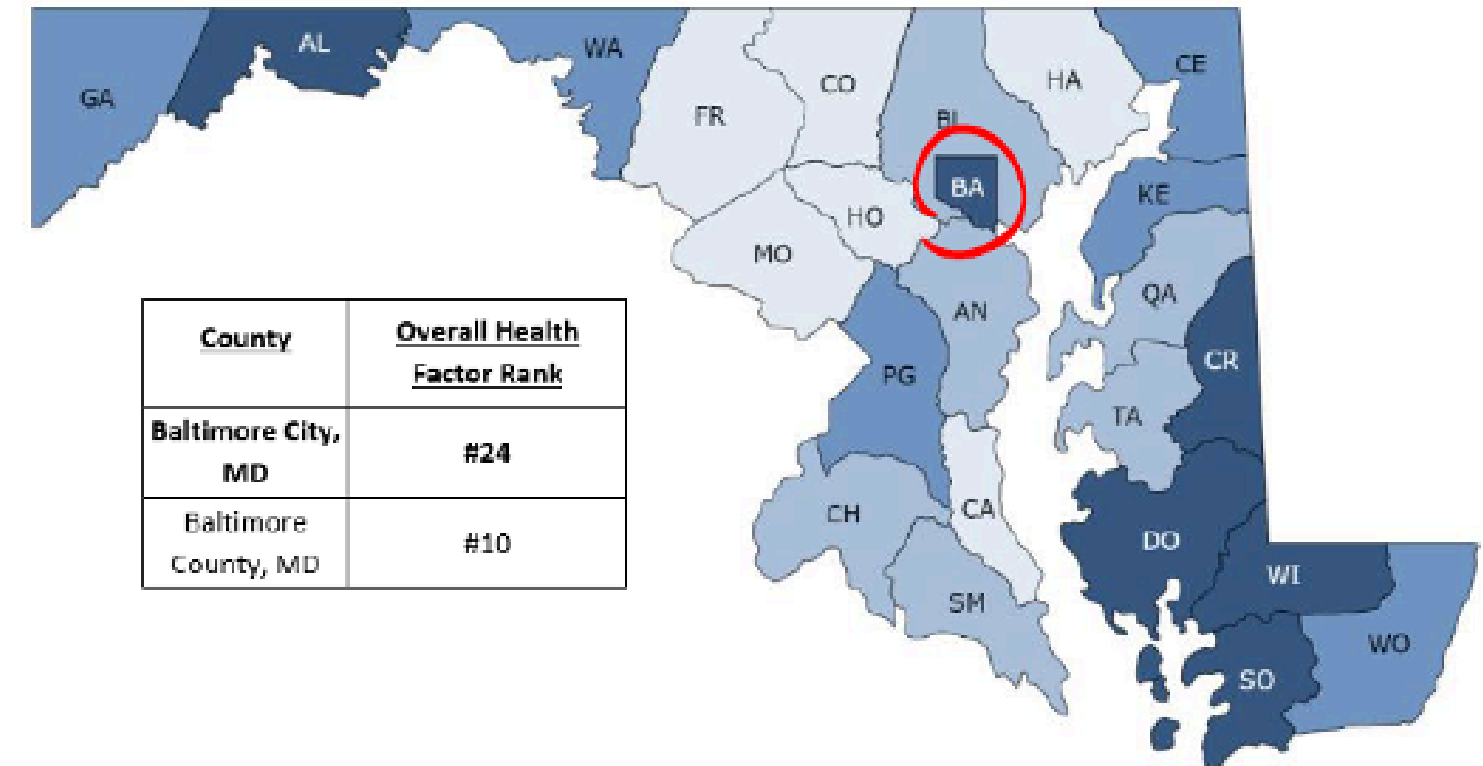 AL
WA
CE
GA
CO
HA
FR
BL
BA
KE
HO
MO
QA
AN
County
Overall Health
Factor Rank
CR
PG
TA
Baltimore City,
MD
#24
CH
CA
Baltimore
County, MD
#10
DO
WI
SM
WO
SO